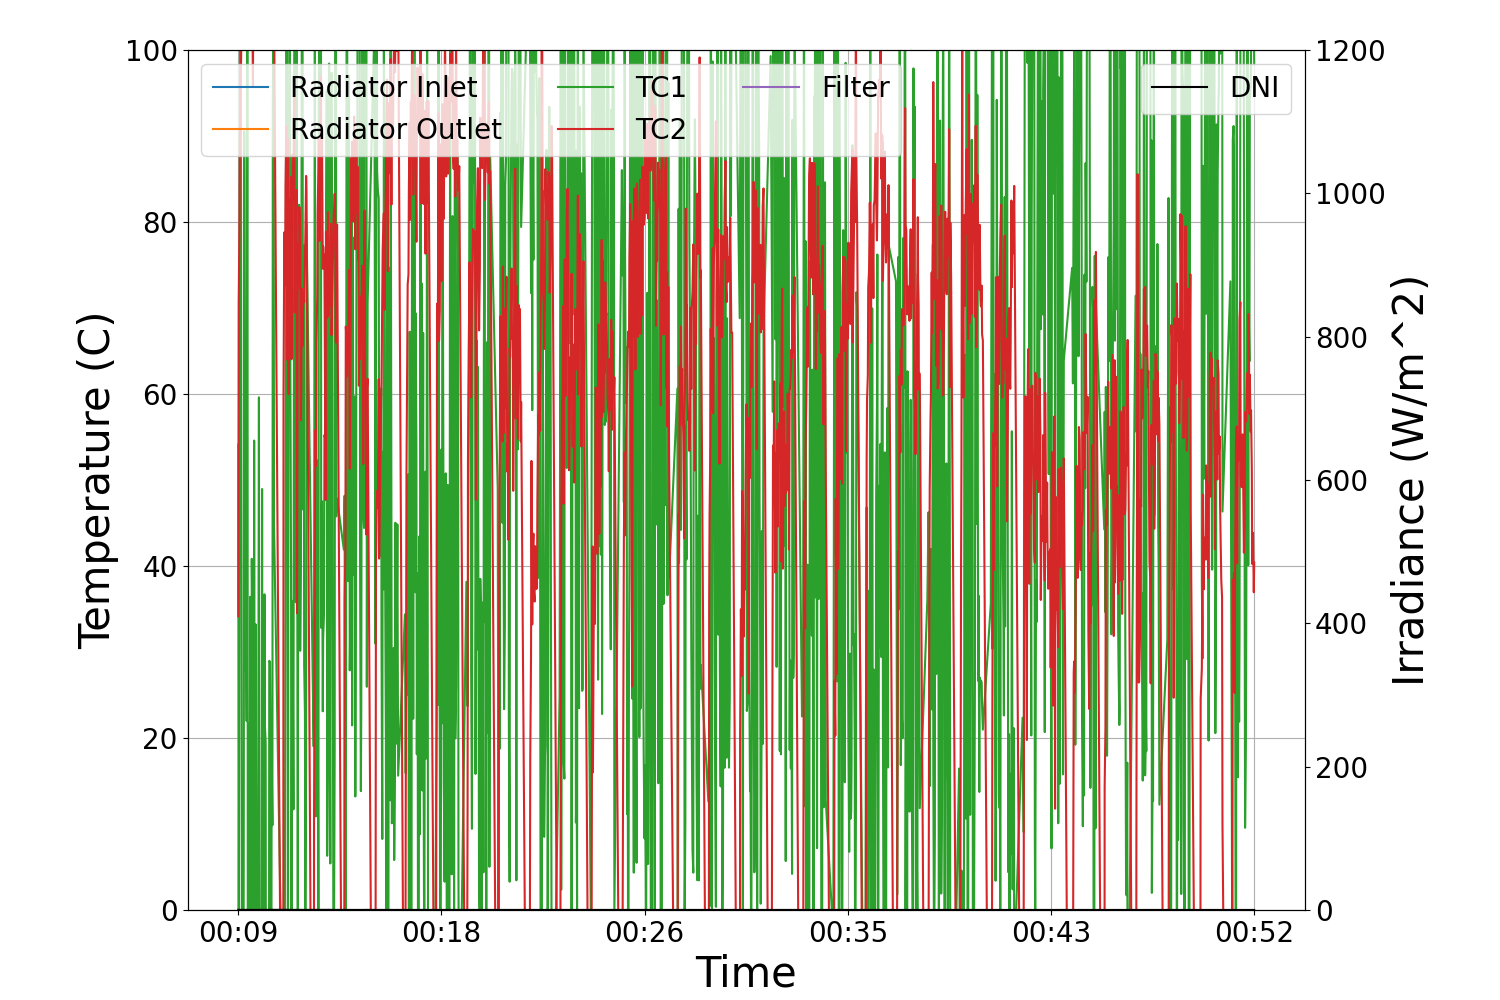 Radiator Inlet
Radiator Outlet
TC1
TC2
Filter
DNI
100
80
60
40
20
0
Temperature (C)
1200
1000
800
600
400
200
0
Irradiance (W/m^2)
00:09 00:18 00:26 00:35 00:43 00:52
Time